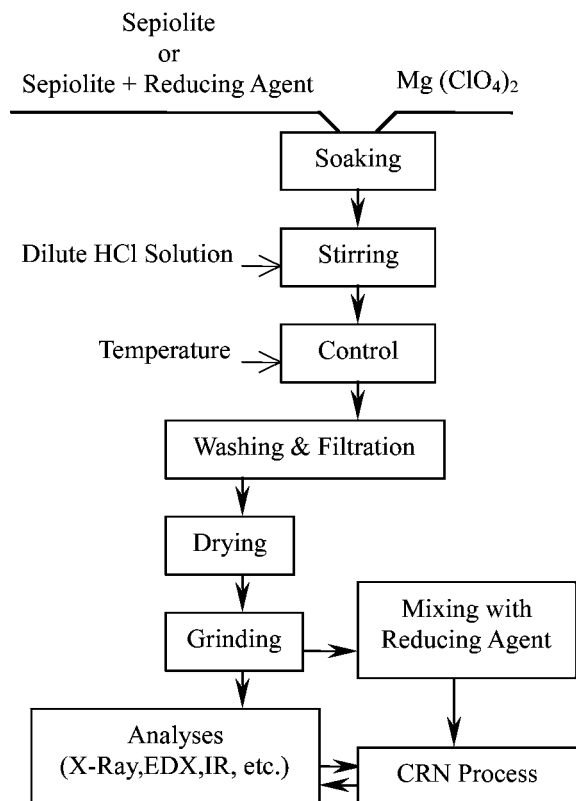 Sepiolite
or
Sepiolite + Reducing Agent
Mg (ClO₄)₂
Soaking
Dilute HCl Solution
Stirring
Temperature
Control
Washing & Filtration
Drying
Grinding
Mixing with
Reducing Agent
Analyses
(X-Ray,EDX,IR, etc.)
CRN Process